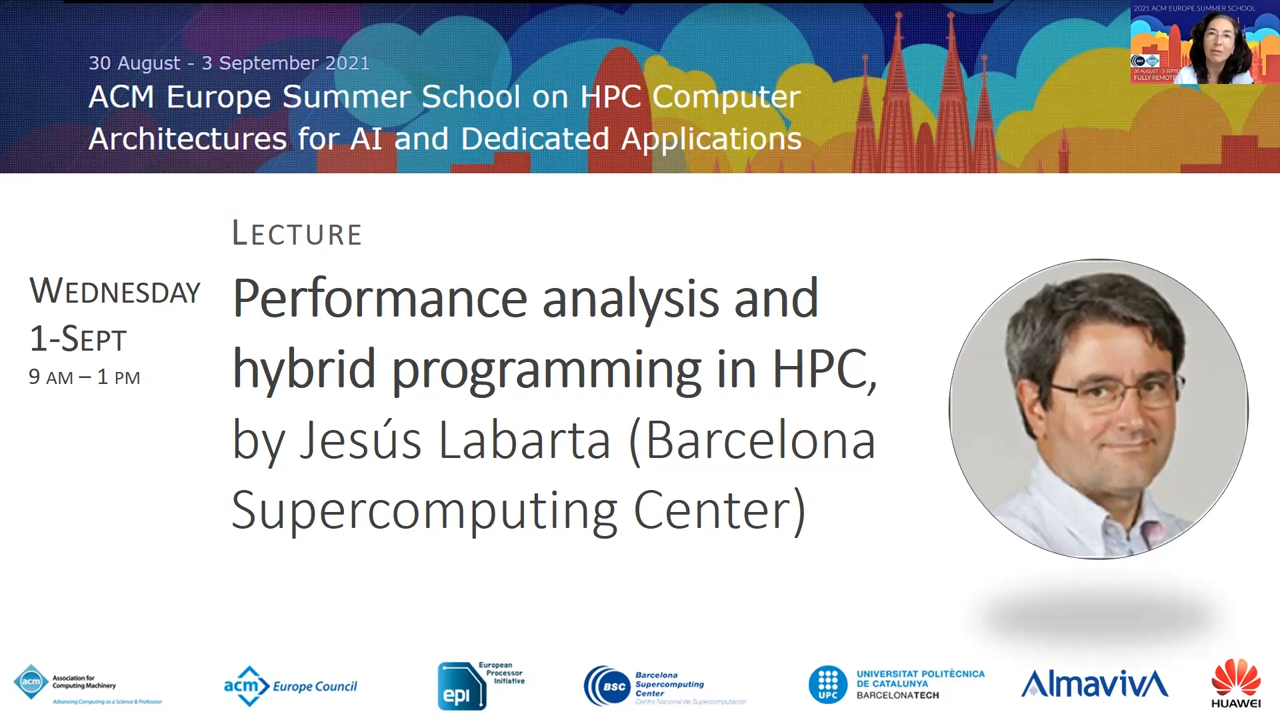 30 August - 3 September 2021
ACM Europe Summer School on HPC Computer
Architectures for AI and Dedicated Applications
2021 ACM EUROPE SUMMER SCHOOL
FULLY REMOTE
LECTURE
WEDNESDAY
1-SEPT
9 AM – 1 PM
Performance analysis and
hybrid programming in HPC,
by Jesús Labarta (Barcelona
Supercomputing Center)
acm
Association for
Computing Machinery
Advancing Computing as a Science & Profession
acm Europe Council
epi
European
Processor
Initiative
BSC
Barcelona
Supercomputing
Center
Centro Nacional de Supercomputación
UPC
UNIVERSITAT POLITÈCNICA
DE CATALUNYA
BARCELONATECH
AlmavivA
HUAWEI